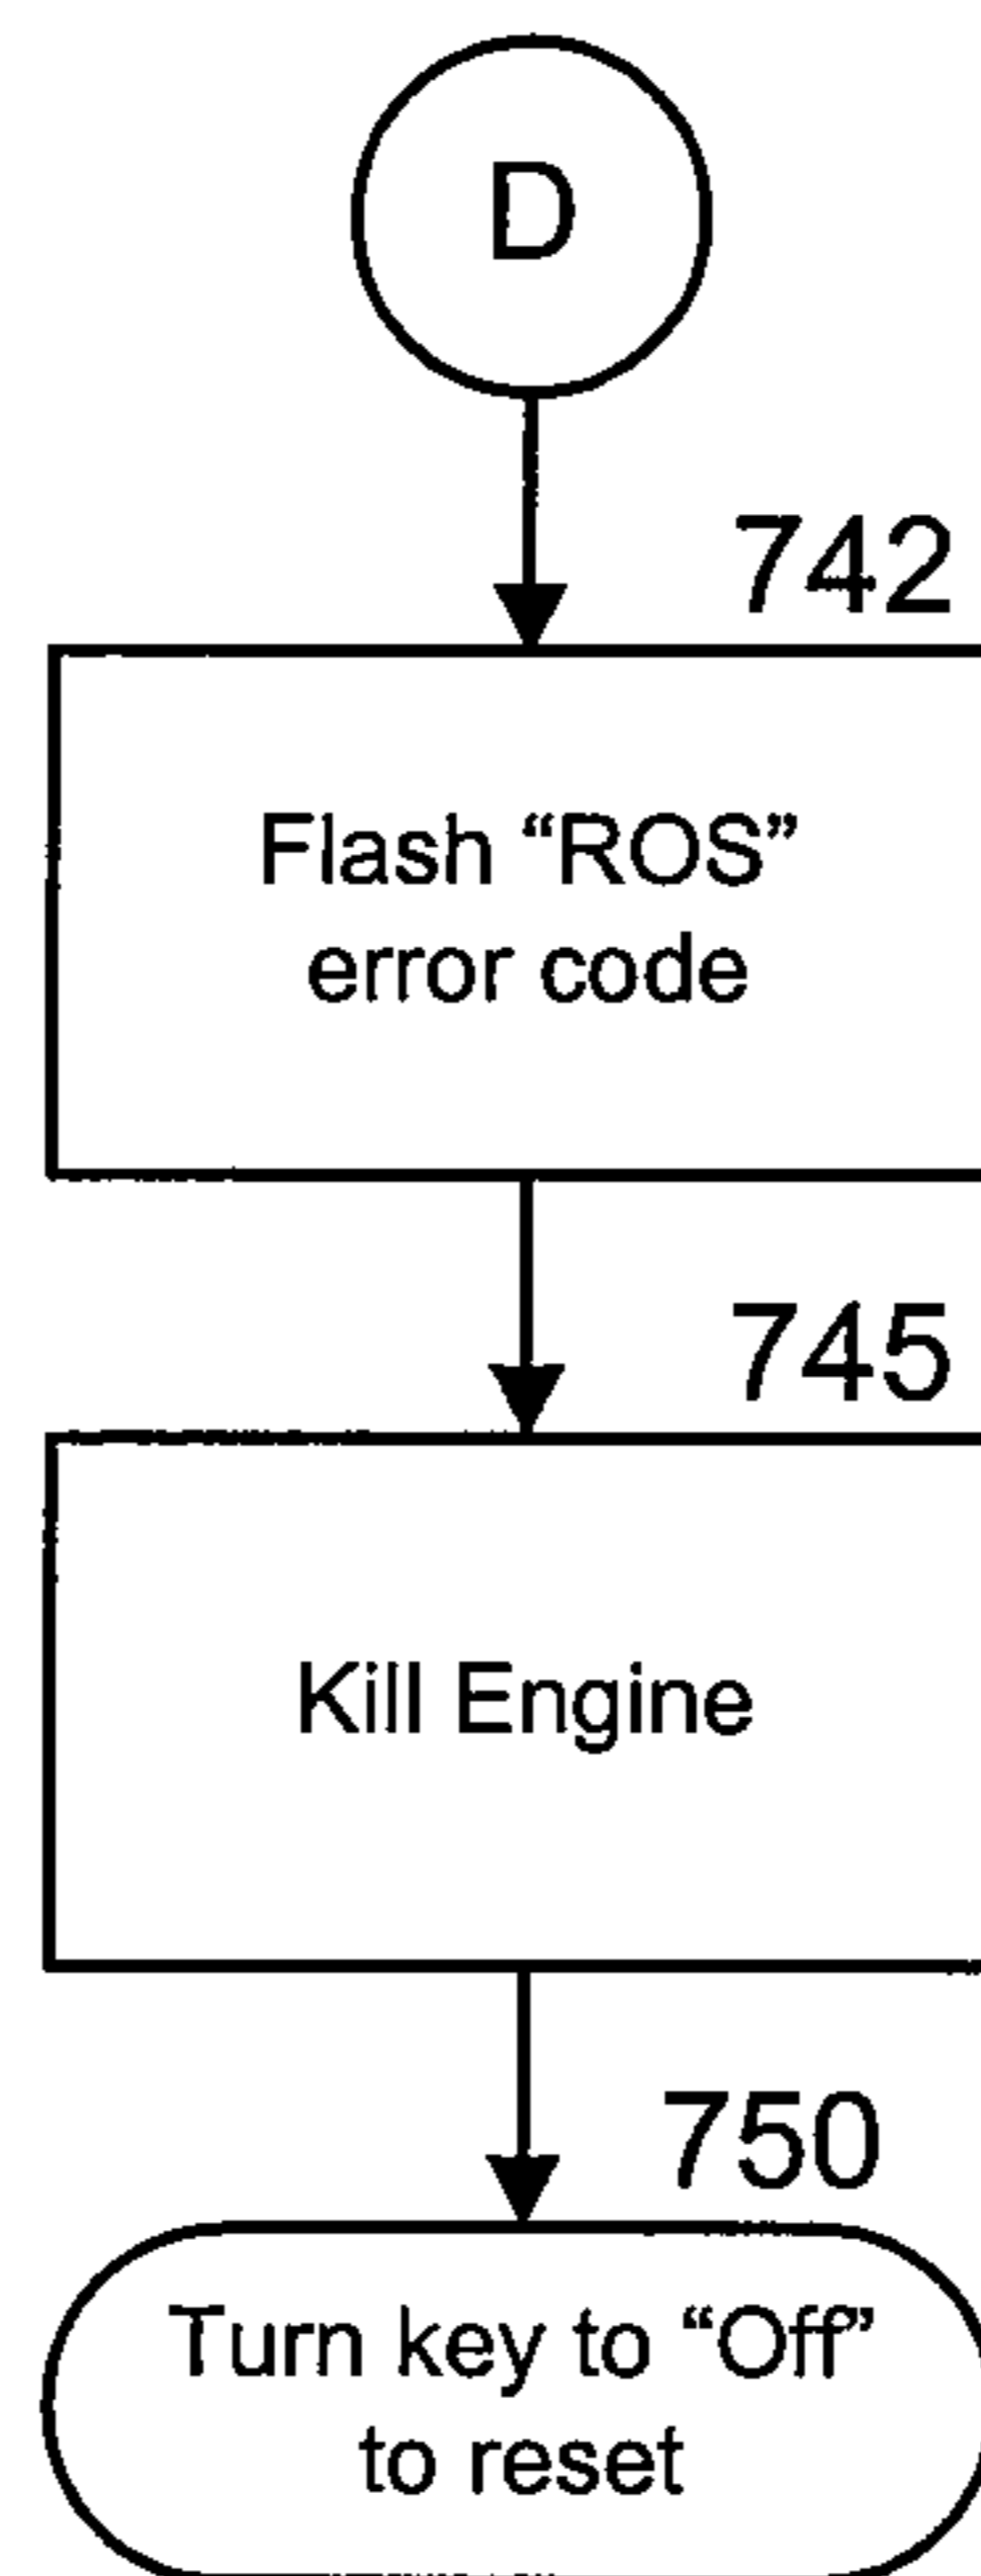 D
742
Flash “ROS”
error code
745
Kill Engine
750
Turn key to “Off”
to reset